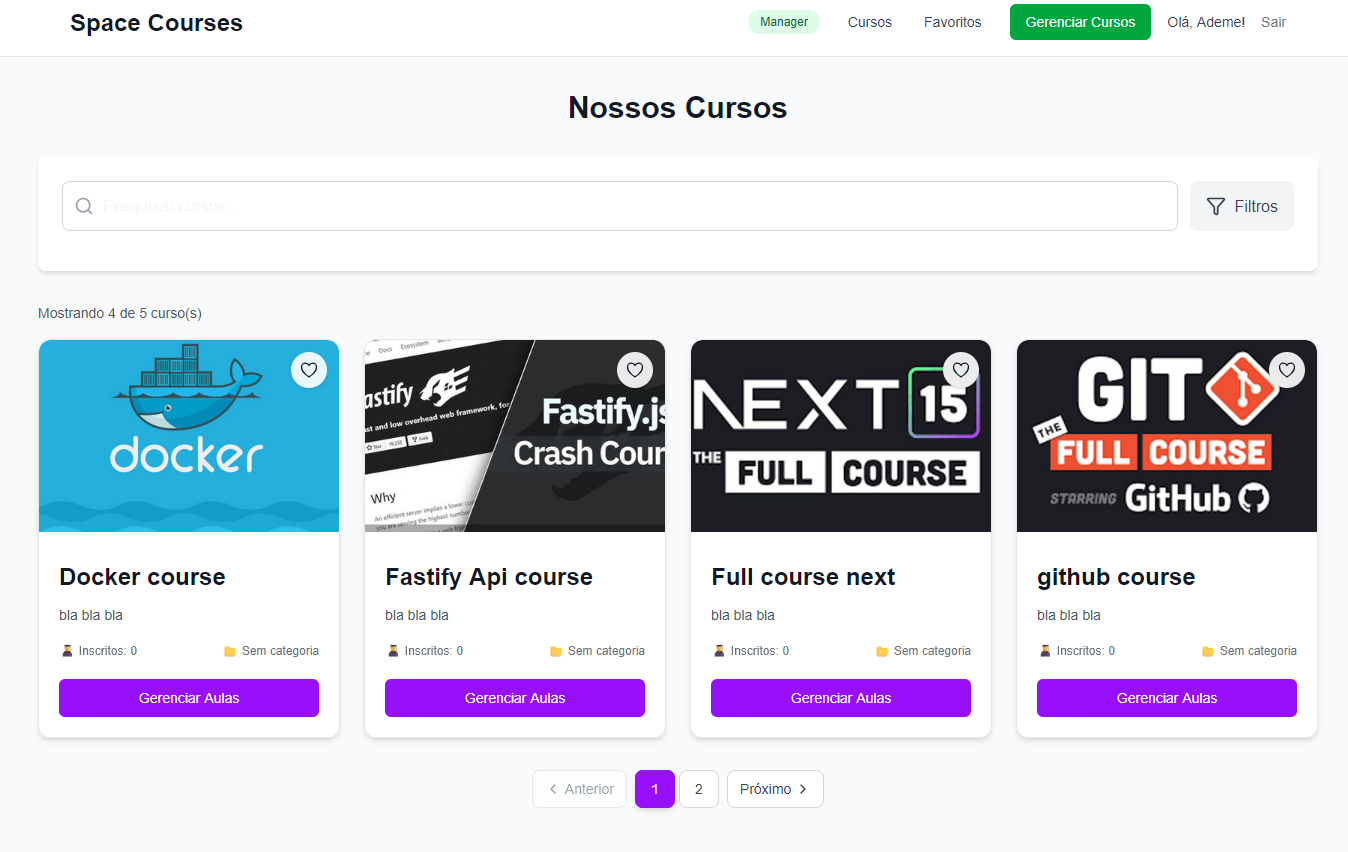 Space Courses
Manager
Cursos
Favoritos
Gerenciar Cursos
Olá, Ademe!
Sair
Nossos Cursos
Pesquisar cursos...
Filtros
Mostrando 4 de 5 curso(s)
docker
Docs Ecosystem
astify
ast and low overhead web framework, for
Star 19,232 Fork
Why
An efficient server implies a lower cos
you are serving the highest number
Fastify.js
Crash Cour
NEXT 15
THE FULL COURSE
GIT
THE
FULL COURSE
STARRING GitHub
Docker course
bla bla bla
Inscritos: 0
Sem categoria
Gerenciar Aulas
Fastify Api course
bla bla bla
Inscritos: 0
Sem categoria
Gerenciar Aulas
Full course next
bla bla bla
Inscritos: 0
Sem categoria
Gerenciar Aulas
github course
bla bla bla
Inscritos: 0
Sem categoria
Gerenciar Aulas
Anterior
1
2
Próximo